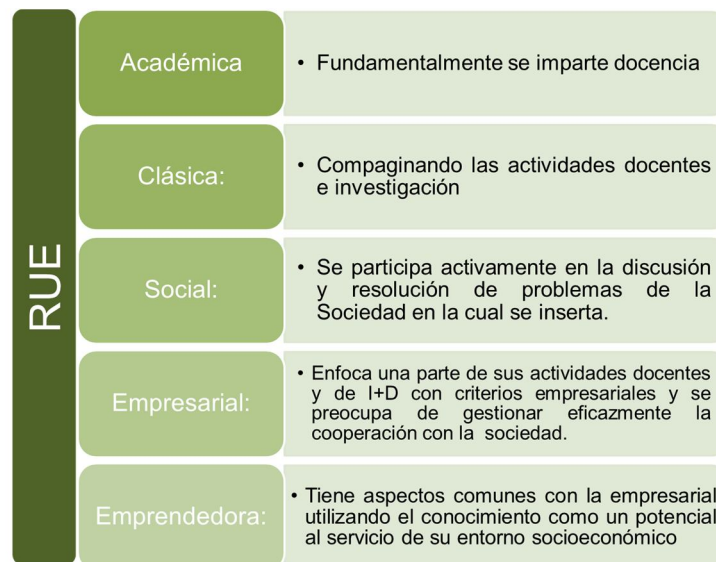 RUE
Académica
• Fundamentalmente se imparte docencia
Clásica:
• Compaginando las actividades docentes
e investigación
Social:
• Se participa activamente en la discusión
y resolución de problemas de la
Sociedad en la cual se inserta.
Empresarial:
• Enfoca una parte de sus actividades docentes
y de I+D con criterios empresariales y se
preocupa de gestionar eficazmente la
cooperación con la sociedad.
Emprendedora:
• Tiene aspectos comunes con la empresarial
utilizando el conocimiento como un potencial
al servicio de su entorno socioeconómico